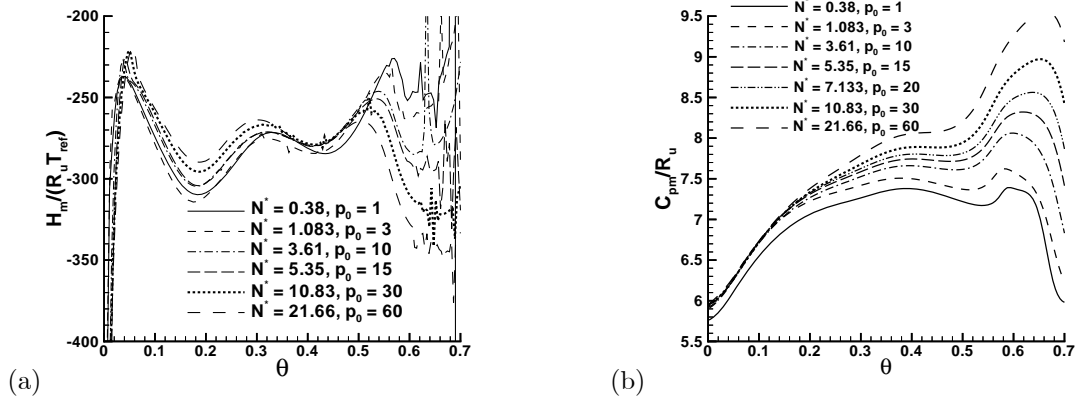 -200
-250
-300
-350
-400
H_m/(R_uT_ref)
N* = 0.38, p_0 = 1
N* = 1.083, p_0 = 3
N* = 3.61, p_0 = 10
N* = 5.35, p_0 = 15
N* = 10.83, p_0 = 30
N* = 21.66, p_0 = 60
0 0.1 0.2 0.3 0.4 0.5 0.6 0.7
θ
(a)
9.5
9
8.5
8
7.5
7
6.5
6
5.5
C_pm/R_u
N* = 0.38, p_0 = 1
N* = 1.083, p_0 = 3
N* = 3.61, p_0 = 10
N* = 5.35, p_0 = 15
N* = 7.133, p_0 = 20
N* = 10.83, p_0 = 30
N* = 21.66, p_0 = 60
0 0.1 0.2 0.3 0.4 0.5 0.6 0.7
θ
(b)